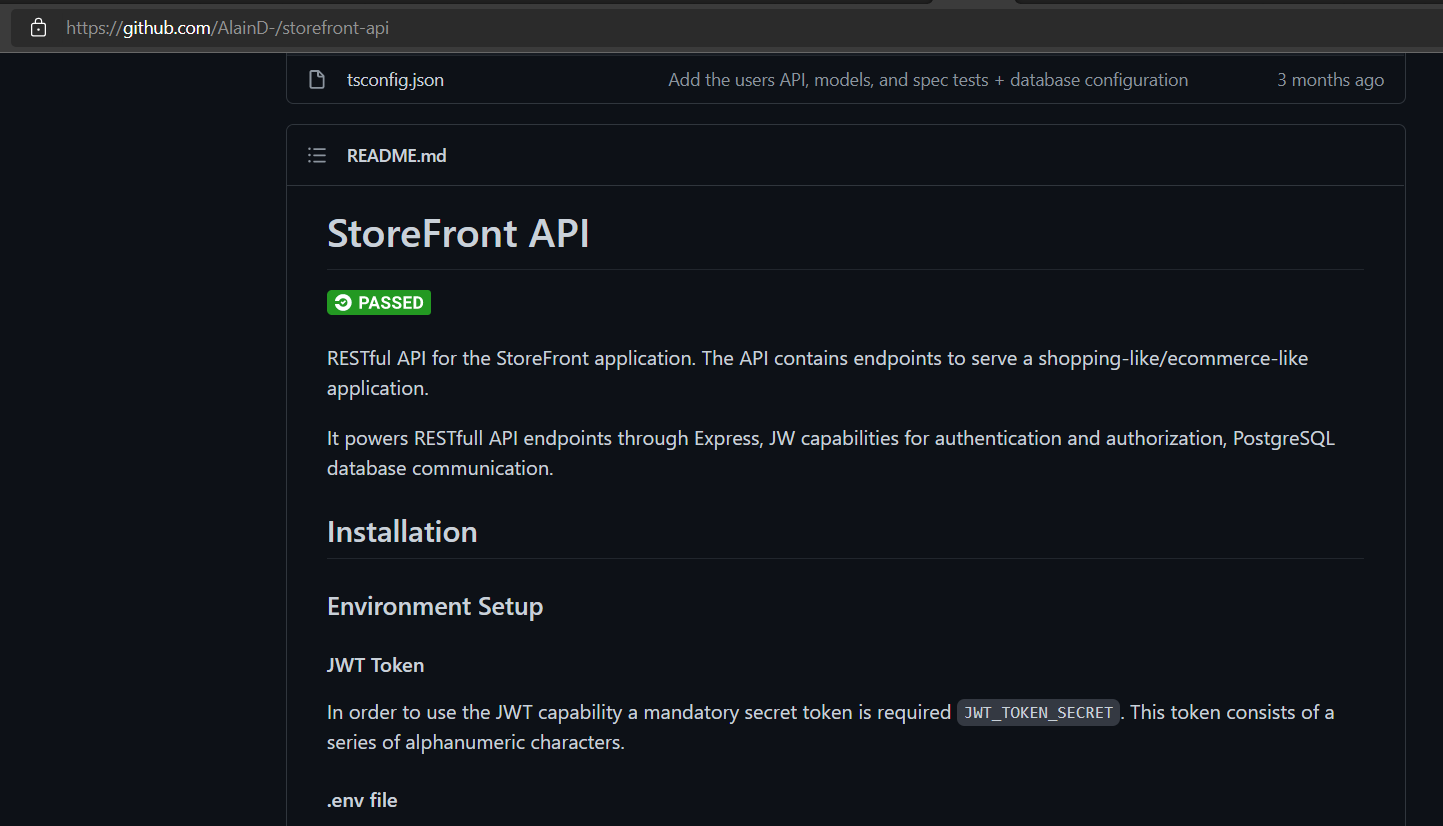 https://github.com/AlainD-/storefront-api
tsconfig.json Add the users API, models, and spec tests + database configuration 3 months ago
README.md
StoreFront API
PASSED
RESTful API for the StoreFront application. The API contains endpoints to serve a shopping-like/ecommerce-like
application.
It powers RESTfull API endpoints through Express, JW capabilities for authentication and authorization, PostgreSQL
database communication.
Installation
Environment Setup
JWT Token
In order to use the JWT capability a mandatory secret token is required JWT_TOKEN_SECRET. This token consists of a
series of alphanumeric characters.
.env file